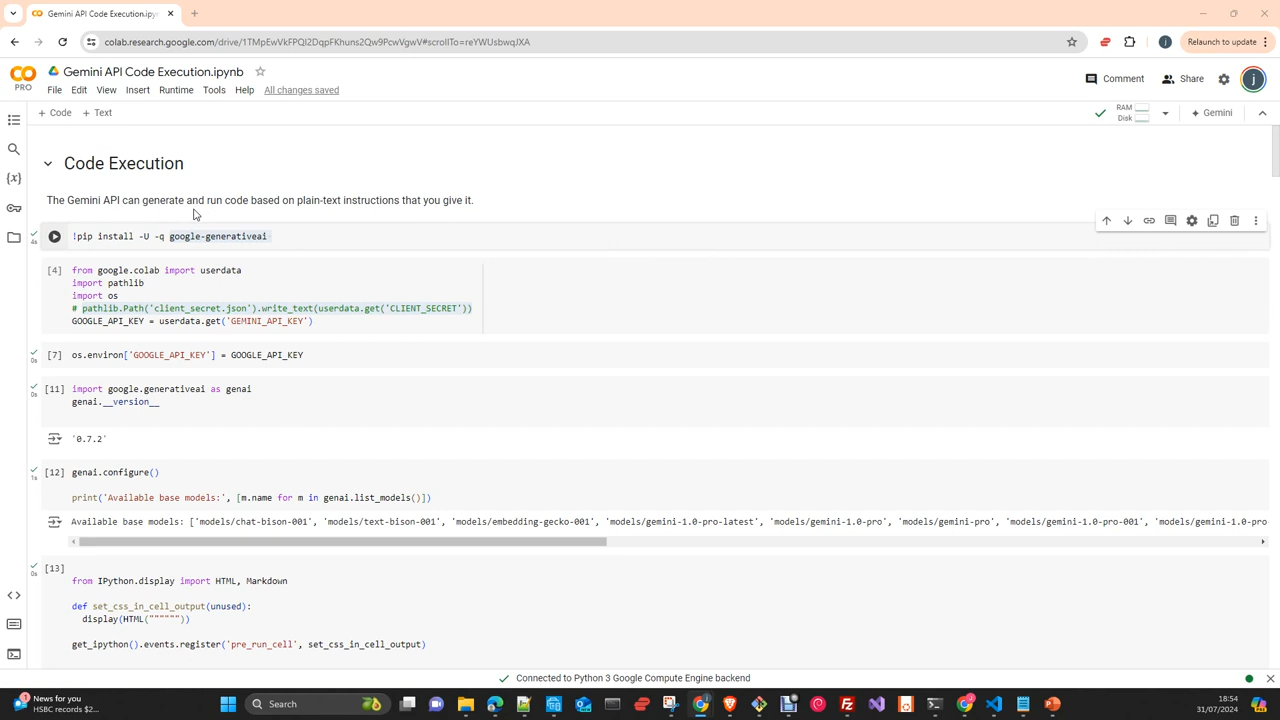 Gemini API Code Execution.ipyn
colab.research.google.com/drive/1TMpEwVkFPQI2DqpFKhuns2Qw9PcwVgwV#scrollTo=reYWUsbwqJXA
j
Relaunch to update
CO
PRO
Gemini API Code Execution.ipynb
Comment
Share
j
File Edit View Insert Runtime Tools Help All changes saved
+ Code + Text
RAM
Disk
Gemini
Code Execution
The Gemini API can generate and run code based on plain-text instructions that you give it.
4s
!pip install -U -q google-generativeai
[4]
from google.colab import userdata
import pathlib
import os
# pathlib.Path('client_secret.json').write_text(userdata.get('CLIENT_SECRET'))
GOOGLE_API_KEY = userdata.get('GEMINI_API_KEY')
0s
[7] os.environ['GOOGLE_API_KEY'] = GOOGLE_API_KEY
0s
[11] import google.generativeai as genai
genai.__version__
'0.7.2'
1s
[12] genai.configure()
print('Available base models:', [m.name for m in genai.list_models()])
Available base models: ['models/chat-bison-001', 'models/text-bison-001', 'models/embedding-gecko-001', 'models/gemini-1.0-pro-latest', 'models/gemini-1.0-pro', 'models/gemini-pro', 'models/gemini-1.0-pro-001', 'models/gemini-1.0-pro
0s
[13]
from IPython.display import HTML, Markdown
def set_css_in_cell_output(unused):
display(HTML(""""""))
get_ipython().events.register('pre_run_cell', set_css_in_cell_output)
Connected to Python 3 Google Compute Engine backend
News for you
HSBC records $2...
Search
18:54
31/07/2024